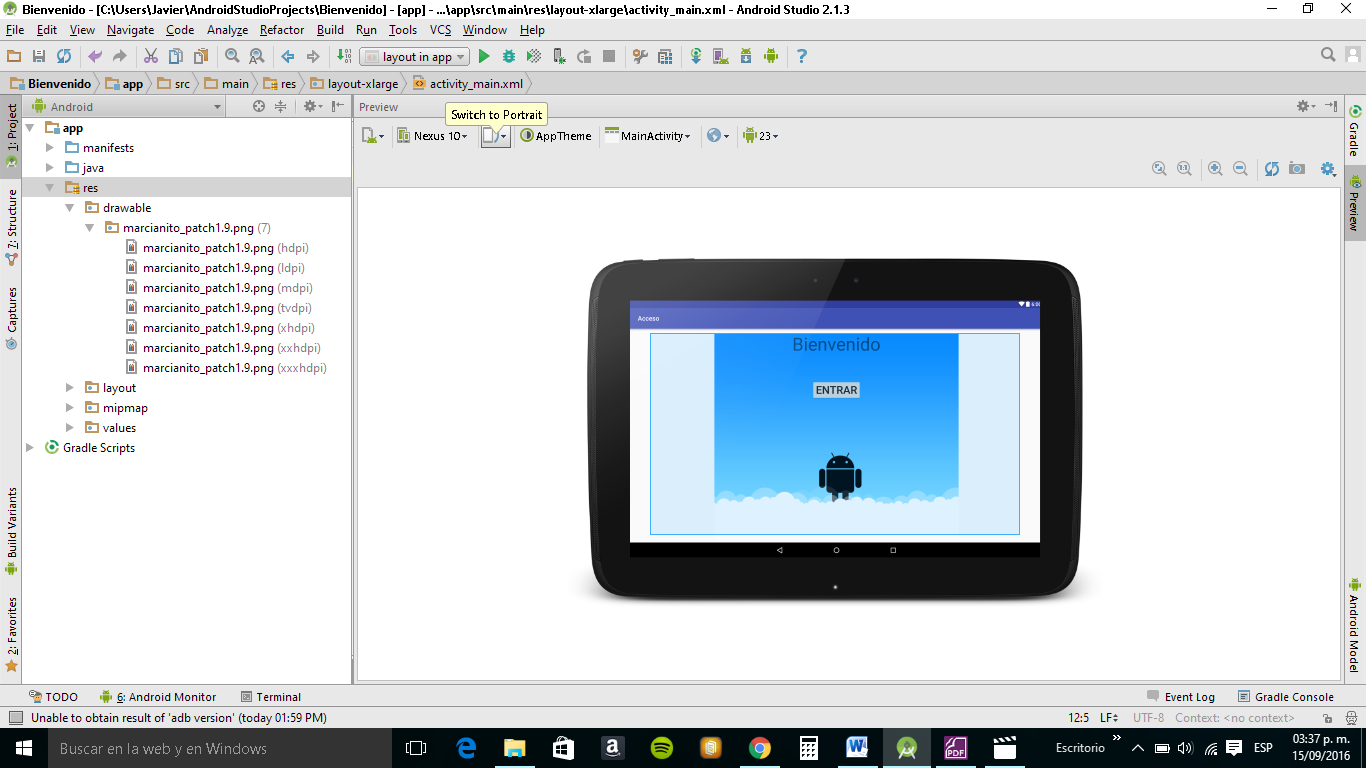 Bienvenido - [C:\Users\Javier\AndroidStudioProjects\Bienvenido] - [app] - ...\app\src\main\res\layout-xlarge\activity_main.xml - Android Studio 2.1.3
File Edit View Navigate Code Analyze Refactor Build Run Tools VCS Window Help
layout in app
Bienvenido app src main res layout-xlarge activity_main.xml
Android
Preview
Switch to Portrait
Nexus 10 AppTheme MainActivity 23
1: Project
7: Structure
Captures
Build Variants
2: Favorites
app
manifests
java
res
drawable
marcianito_patch1.9.png (7)
marcianito_patch1.9.png (hdpi)
marcianito_patch1.9.png (ldpi)
marcianito_patch1.9.png (mdpi)
marcianito_patch1.9.png (tvdpi)
marcianito_patch1.9.png (xhdpi)
marcianito_patch1.9.png (xxhdpi)
marcianito_patch1.9.png (xxxhdpi)
layout
mipmap
values
Gradle Scripts
6:00
Acceso
Bienvenido
ENTRAR
Gradle
Preview
Android Model
TODO 6: Android Monitor Terminal Event Log Gradle Console
Unable to obtain result of 'adb version' (today 01:59 PM) 12:5 LF UTF-8 Context: <no context>
Buscar en la web y en Windows
Escritorio » ESP 03:37 p. m.
15/09/2016